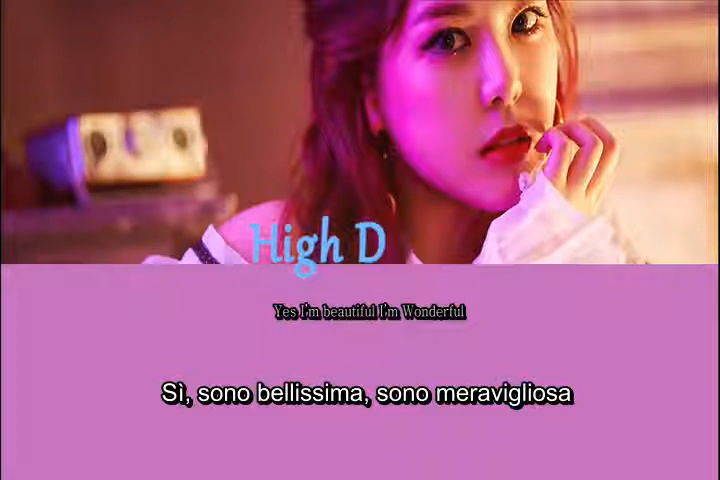 High D
Yes I'm beautiful I'm Wonderful
Sì, sono bellissima, sono meravigliosa